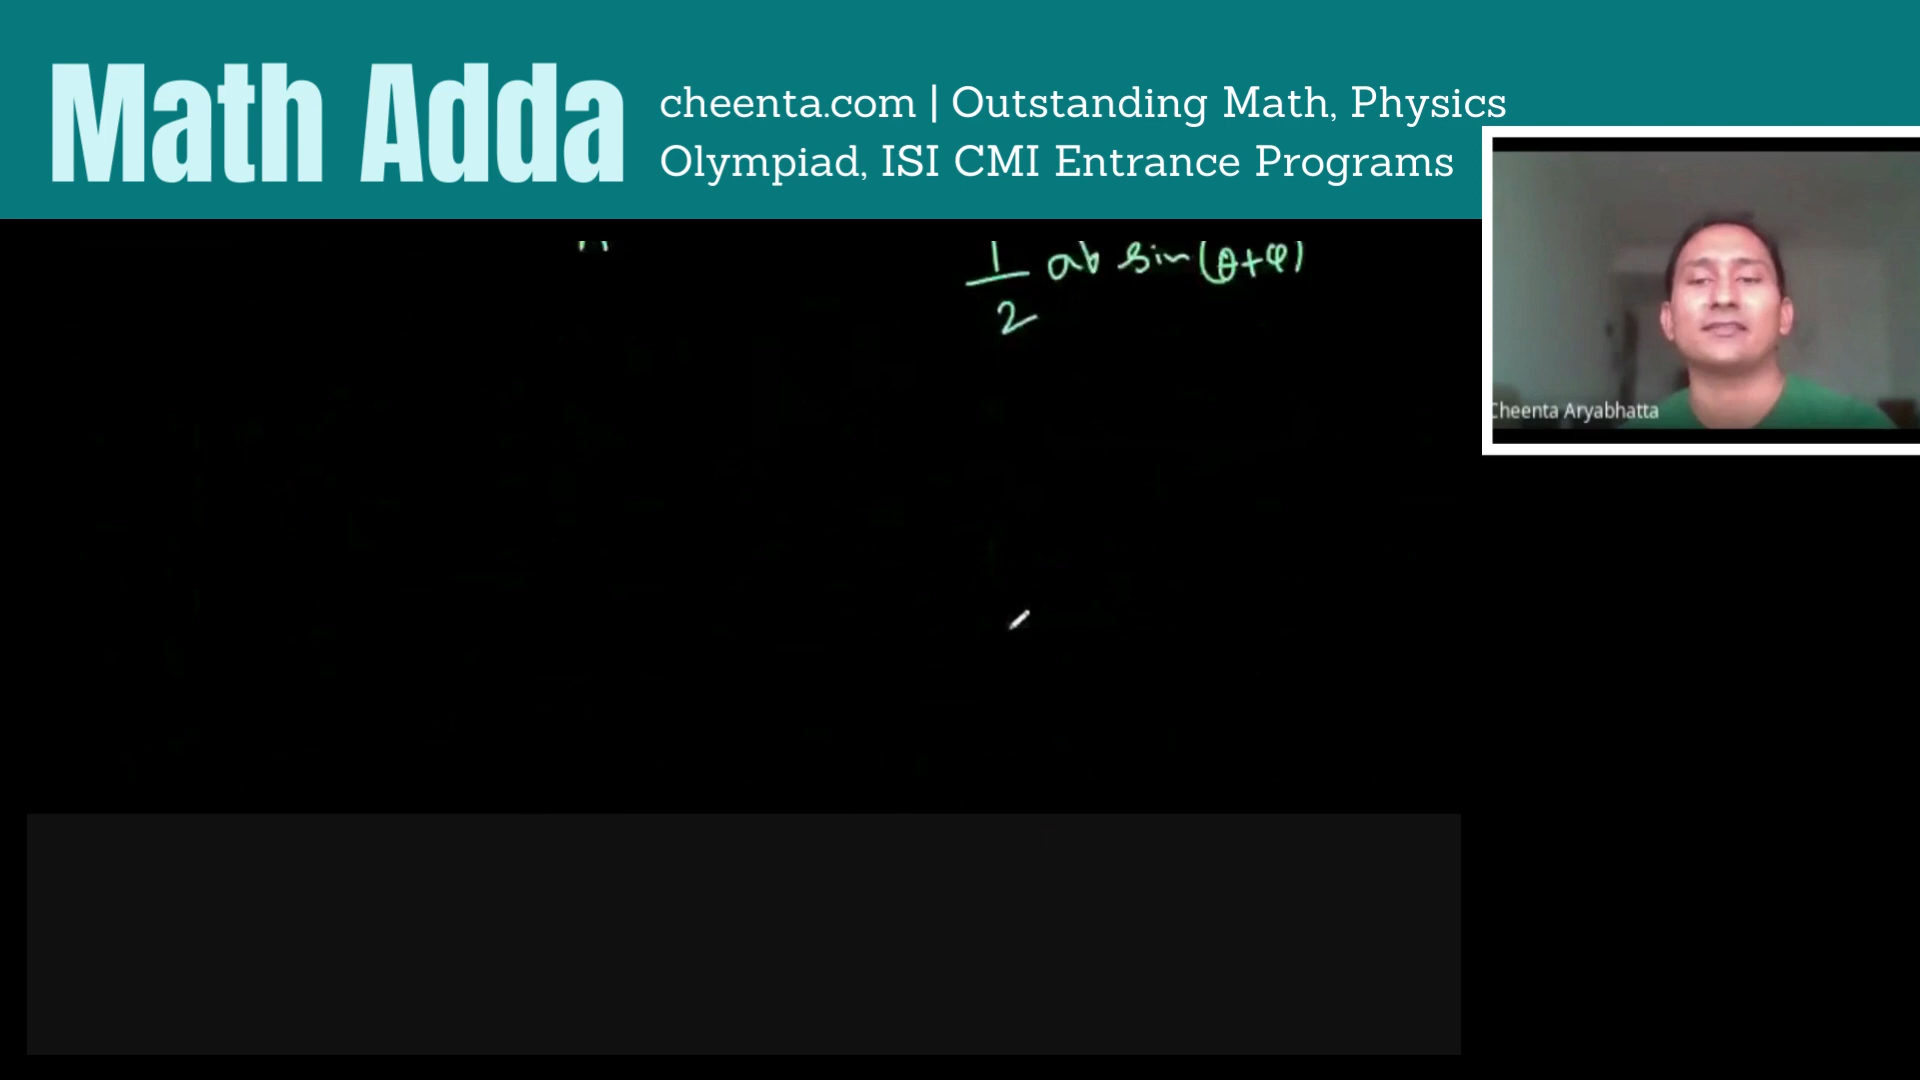 Math Adda
cheenta.com | Outstanding Math, Physics
Olympiad, ISI CMI Entrance Programs
1/2 ab sin(θ+φ)
Cheenta Aryabhatta